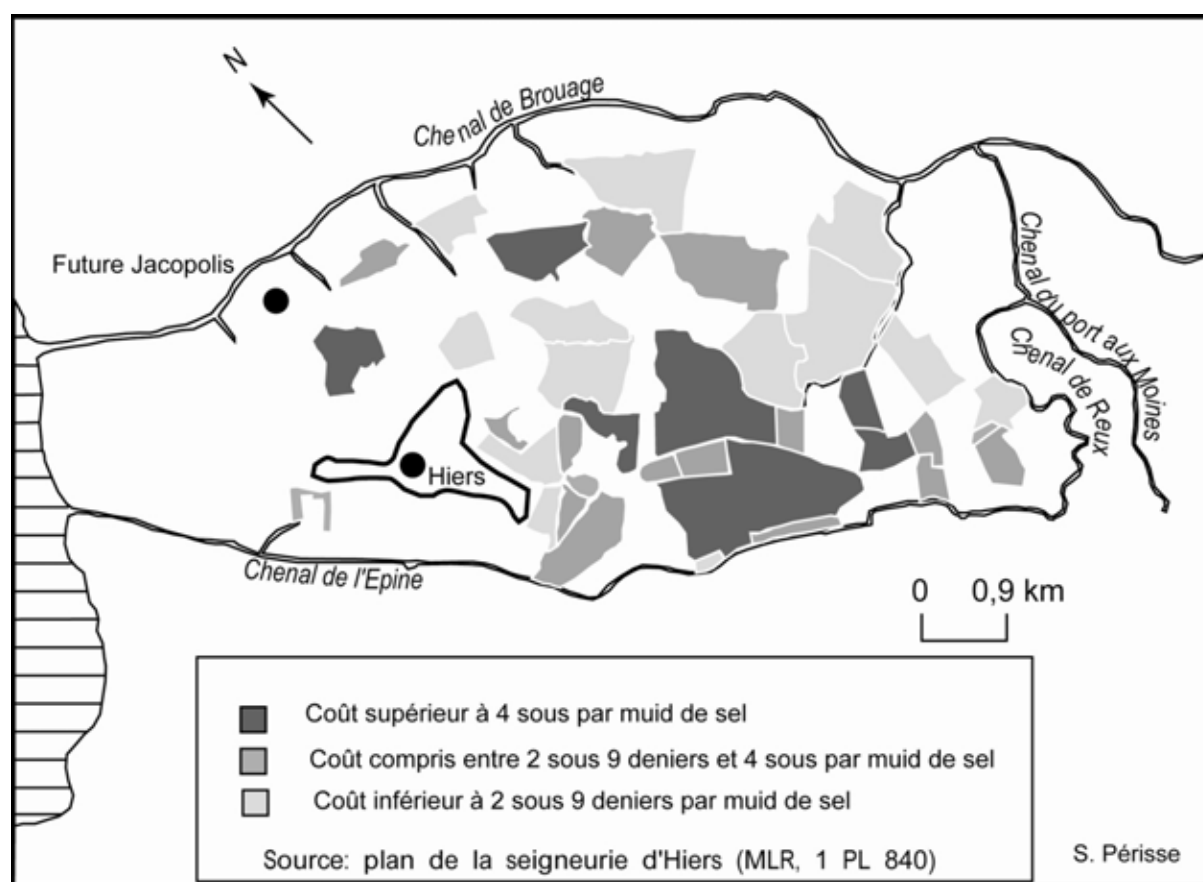 N
Chenal de Brouage
Future Jacopolis
Chenal du port aux Moines
Chenal de Reux
Hiers
Chenal de l'Epine
0 0,9 km
Coût supérieur à 4 sous par muid de sel
Coût compris entre 2 sous 9 deniers et 4 sous par muid de sel
Coût inférieur à 2 sous 9 deniers par muid de sel
Source: plan de la seigneurie d'Hiers (MLR, 1 PL 840)
S. Périsse